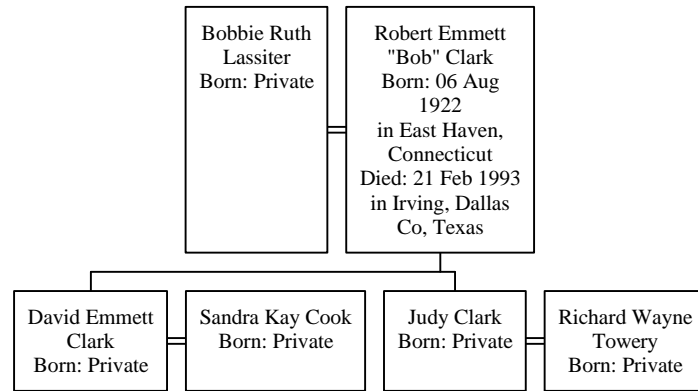 Bobbie Ruth
Lassiter
Born: Private
Robert Emmett
"Bob" Clark
Born: 06 Aug
1922
in East Haven,
Connecticut
Died: 21 Feb 1993
in Irving, Dallas
Co, Texas
David Emmett
Clark
Born: Private
Sandra Kay Cook
Born: Private
Judy Clark
Born: Private
Richard Wayne
Towery
Born: Private